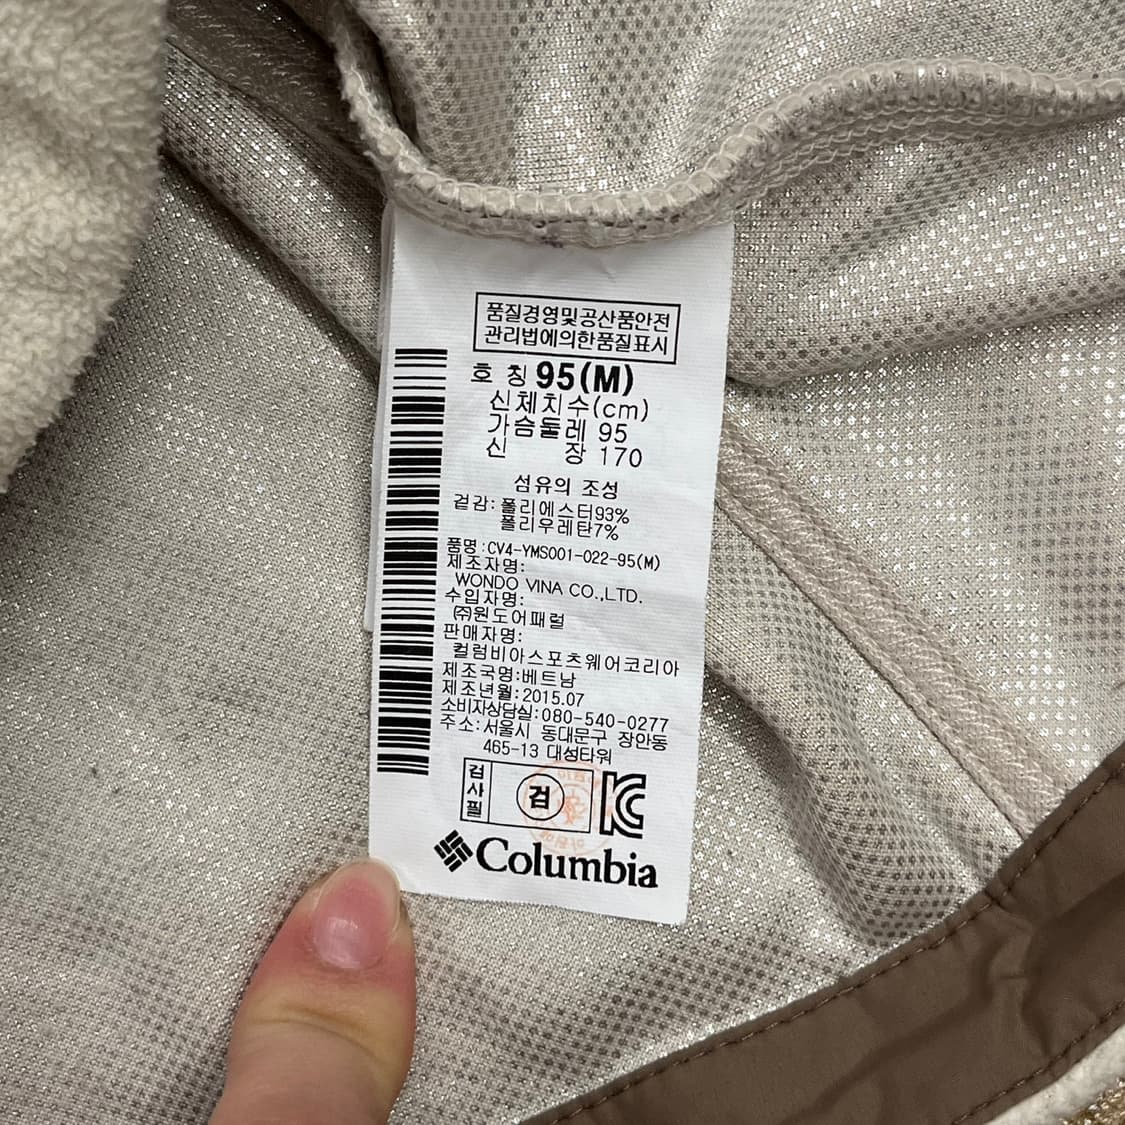 품질경영및공산품안전
관리법에의한품질표시
호 칭 95(M)
신체치수(cm)
가슴둘레 95
신 장 170
섬유의 조성
겉감: 폴리에스터93%
폴리우레탄7%
품명:CV4-YMS001-022-95(M)
제조자명:
WONDO VINA CO.,LTD.
수입자명:
㈜원도어패럴
판매자명:
컬럼비아스포츠웨어코리아
제조국명:베트남
제조년월:2015.07
소비자상담실:080-540-0277
주소:서울시 동대문구 장안동
465-13 대성타워
검사필
검
KC
Columbia